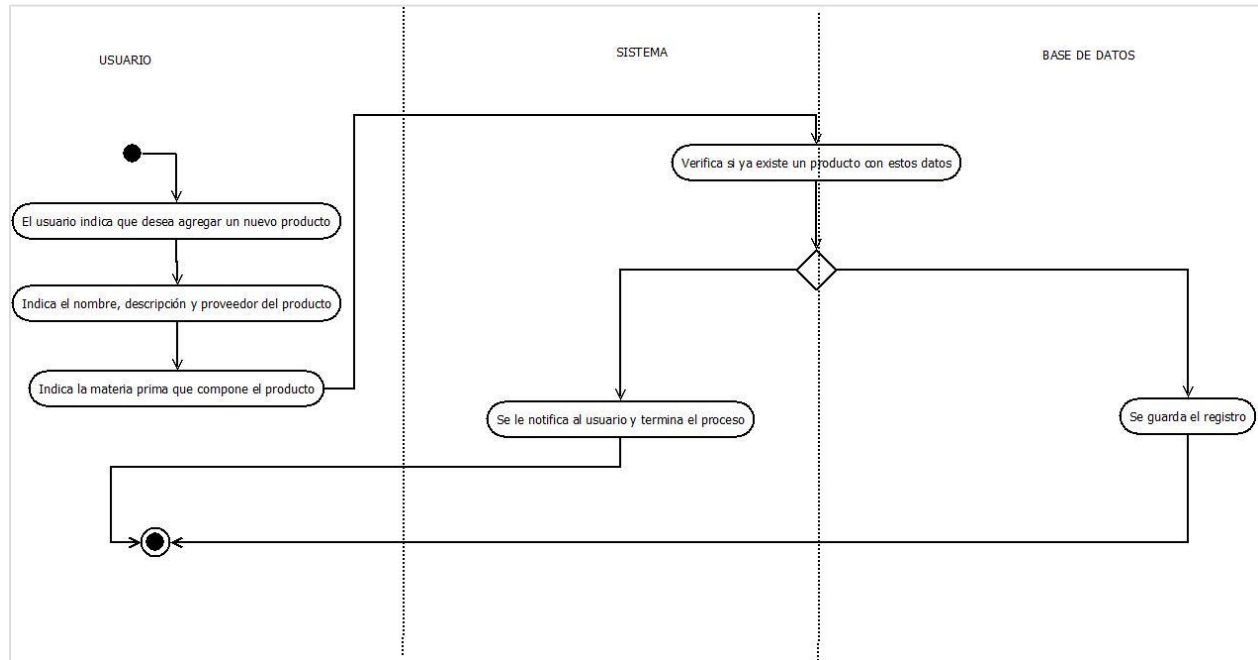 USUARIO
SISTEMA
BASE DE DATOS
Verifica si ya existe un producto con estos datos
El usuario indica que desea agregar un nuevo producto
Indica el nombre, descripción y proveedor del producto
Indica la materia prima que compone el producto
Se le notifica al usuario y termina el proceso
Se guarda el registro